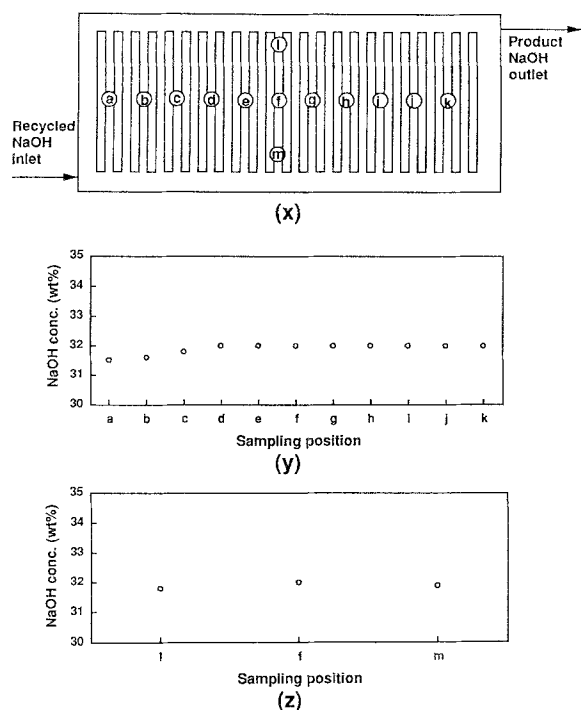 l
a b c d e f g h i j k
m
Recycled
NaOH
inlet
Product
NaOH
outlet
(x)
NaOH conc. (wt%)
35
34
33
32
31
30
a b c d e f g h i j k
Sampling position
(y)
NaOH conc. (wt%)
35
34
33
32
31
30
l f m
Sampling position
(z)